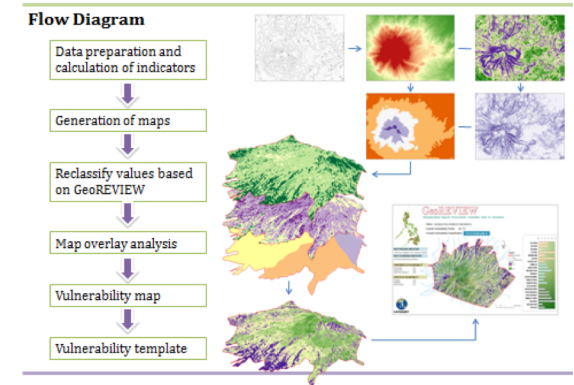 Flow Diagram
Data preparation and
calculation of indicators
Generation of maps
Reclassify values based
on GeoREVIEW
Map overlay analysis
Vulnerability map
Vulnerability template
GeoREVIEW